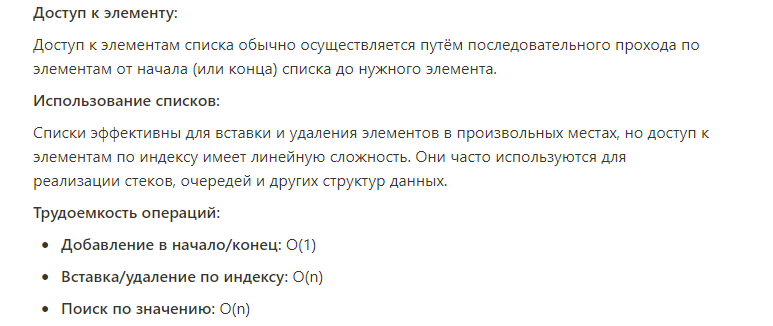 Доступ к элементу:
Доступ к элементам списка обычно осуществляется путём последовательного прохода по
элементам от начала (или конца) списка до нужного элемента.
Использование списков:
Списки эффективны для вставки и удаления элементов в произвольных местах, но доступ к
элементам по индексу имеет линейную сложность. Они часто используются для
реализации стеков, очередей и других структур данных.
Трудоемкость операций:
• Добавление в начало/конец: O(1)
• Вставка/удаление по индексу: O(n)
• Поиск по значению: O(n)